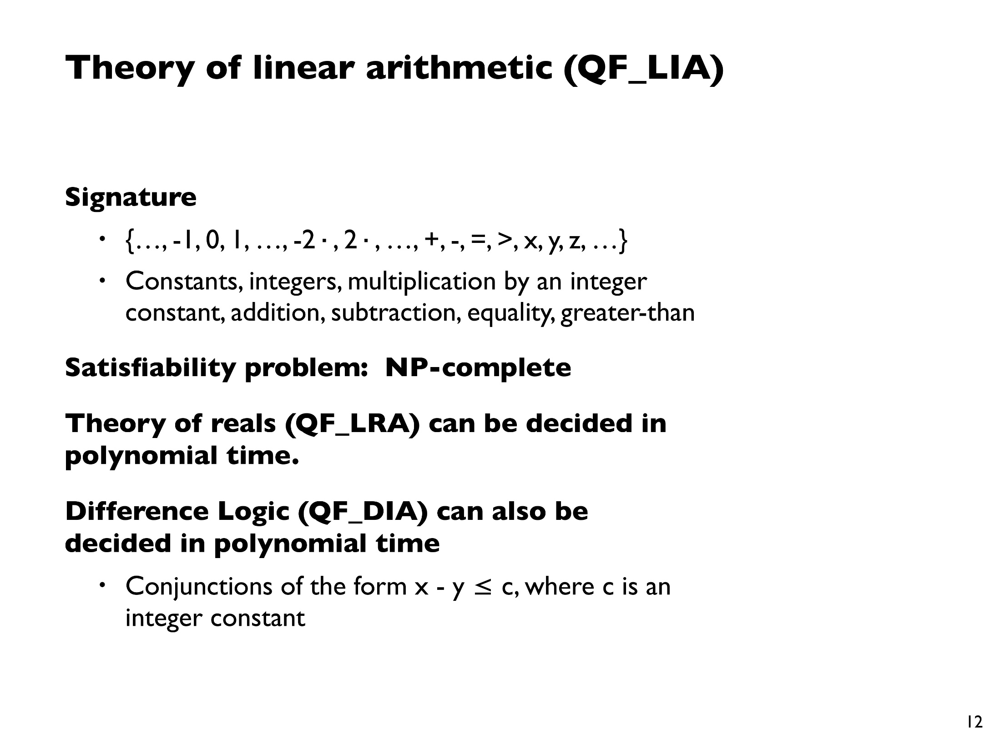 Theory of linear arithmetic (QF_LIA)
Signature
• {…, -1, 0, 1, …, -2 · , 2 · , …, +, -, =, >, x, y, z, …}
• Constants, integers, multiplication by an integer
constant, addition, subtraction, equality, greater-than
Satisfiability problem: NP-complete
Theory of reals (QF_LRA) can be decided in
polynomial time.
Difference Logic (QF_DIA) can also be
decided in polynomial time
• Conjunctions of the form x - y ≤ c, where c is an
integer constant
12